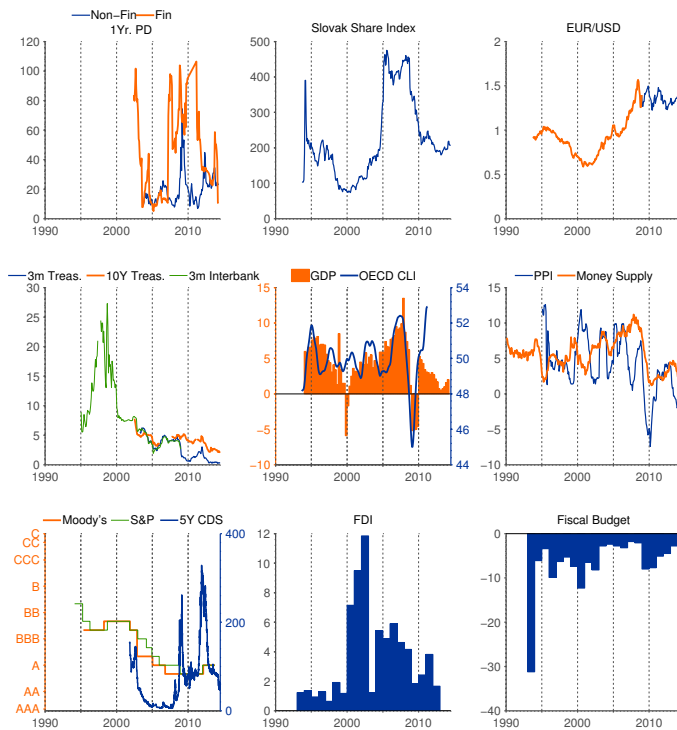 Non-Fin Fin
1Yr. PD
120
100
80
60
40
20
0
1990 2000 2010
Slovak Share Index
500
400
300
200
100
0
1990 2000 2010
EUR/USD
2
1.5
1
0.5
0
1990 2000 2010
3m Treas. 10Y Treas. 3m Interbank
30
25
20
15
10
5
0
1990 2000 2010
GDP OECD CLI
15 54
10 52
5 50
0 48
−5 46
−10 44
1990 2000 2010
PPI Money Supply
15
10
5
0
−5
−10
1990 2000 2010
Moody's S&P 5Y CDS
C 400
CC
CCC
B
BB 200
BBB
A
AA
AAA 0
1990 2000 2010
FDI
12
10
8
6
4
2
0
1990 2000 2010
Fiscal Budget
0
−10
−20
−30
−40
1990 2000 2010